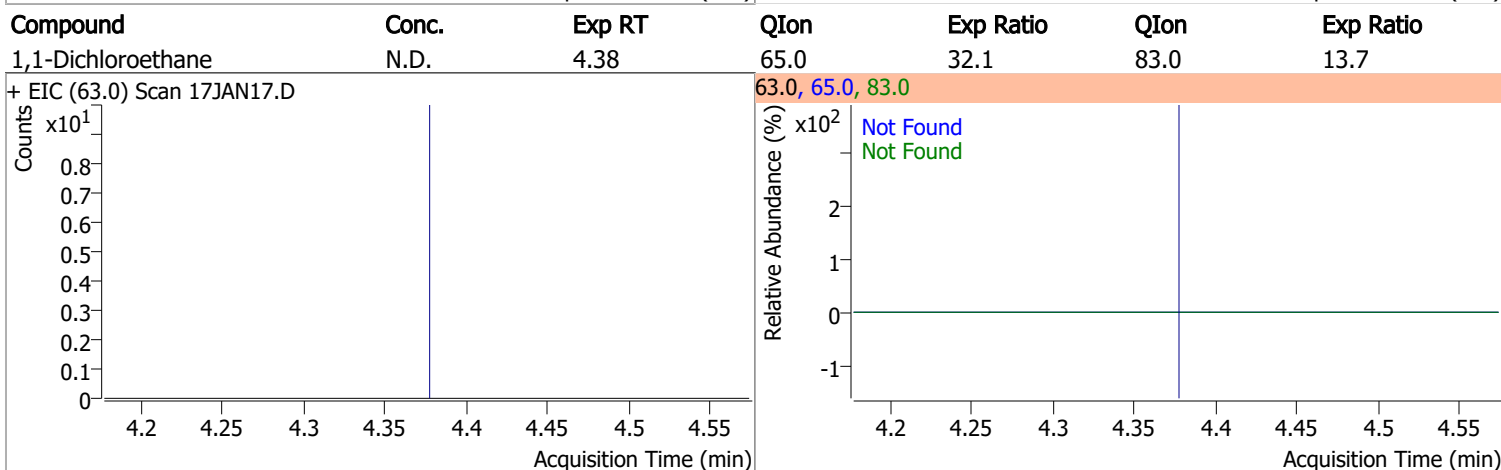 Compound Conc. Exp RT QIon Exp Ratio QIon Exp Ratio
1,1-Dichloroethane N.D. 4.38 65.0 32.1 83.0 13.7
+ EIC (63.0) Scan 17JAN17.D
Counts
x10¹
0.8
0.7
0.6
0.5
0.4
0.3
0.2
0.1
0
4.2 4.25 4.3 4.35 4.4 4.45 4.5 4.55
Acquisition Time (min)
63.0, 65.0, 83.0
Relative Abundance (%)
x10²
Not Found
Not Found
2
1
0
-1
4.2 4.25 4.3 4.35 4.4 4.45 4.5 4.55
Acquisition Time (min)